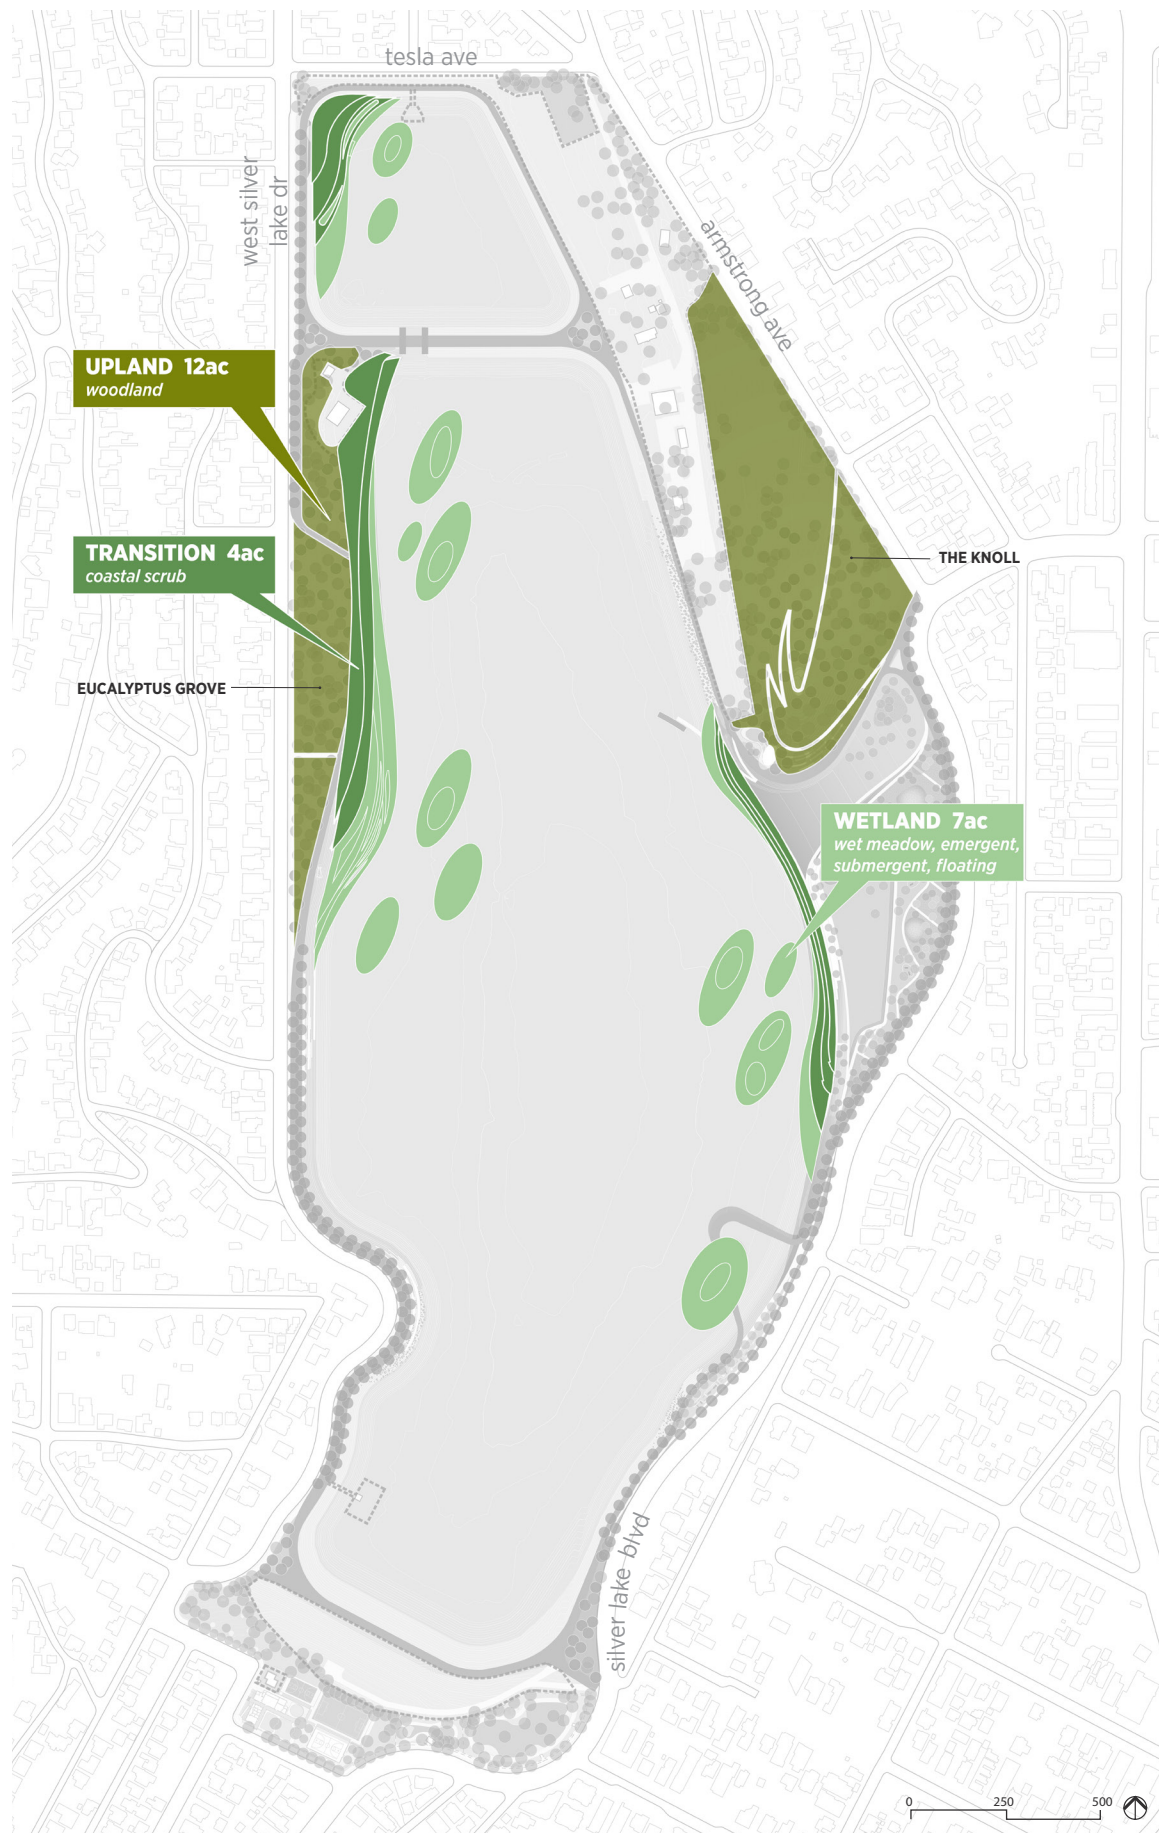 tesla ave
west silver
lake dr
armstrong ave
UPLAND 12ac
woodland
TRANSITION 4ac
coastal scrub
THE KNOLL
EUCALYPTUS GROVE
WETLAND 7ac
wet meadow, emergent,
submergent, floating
silver lake blvd
0 250 500